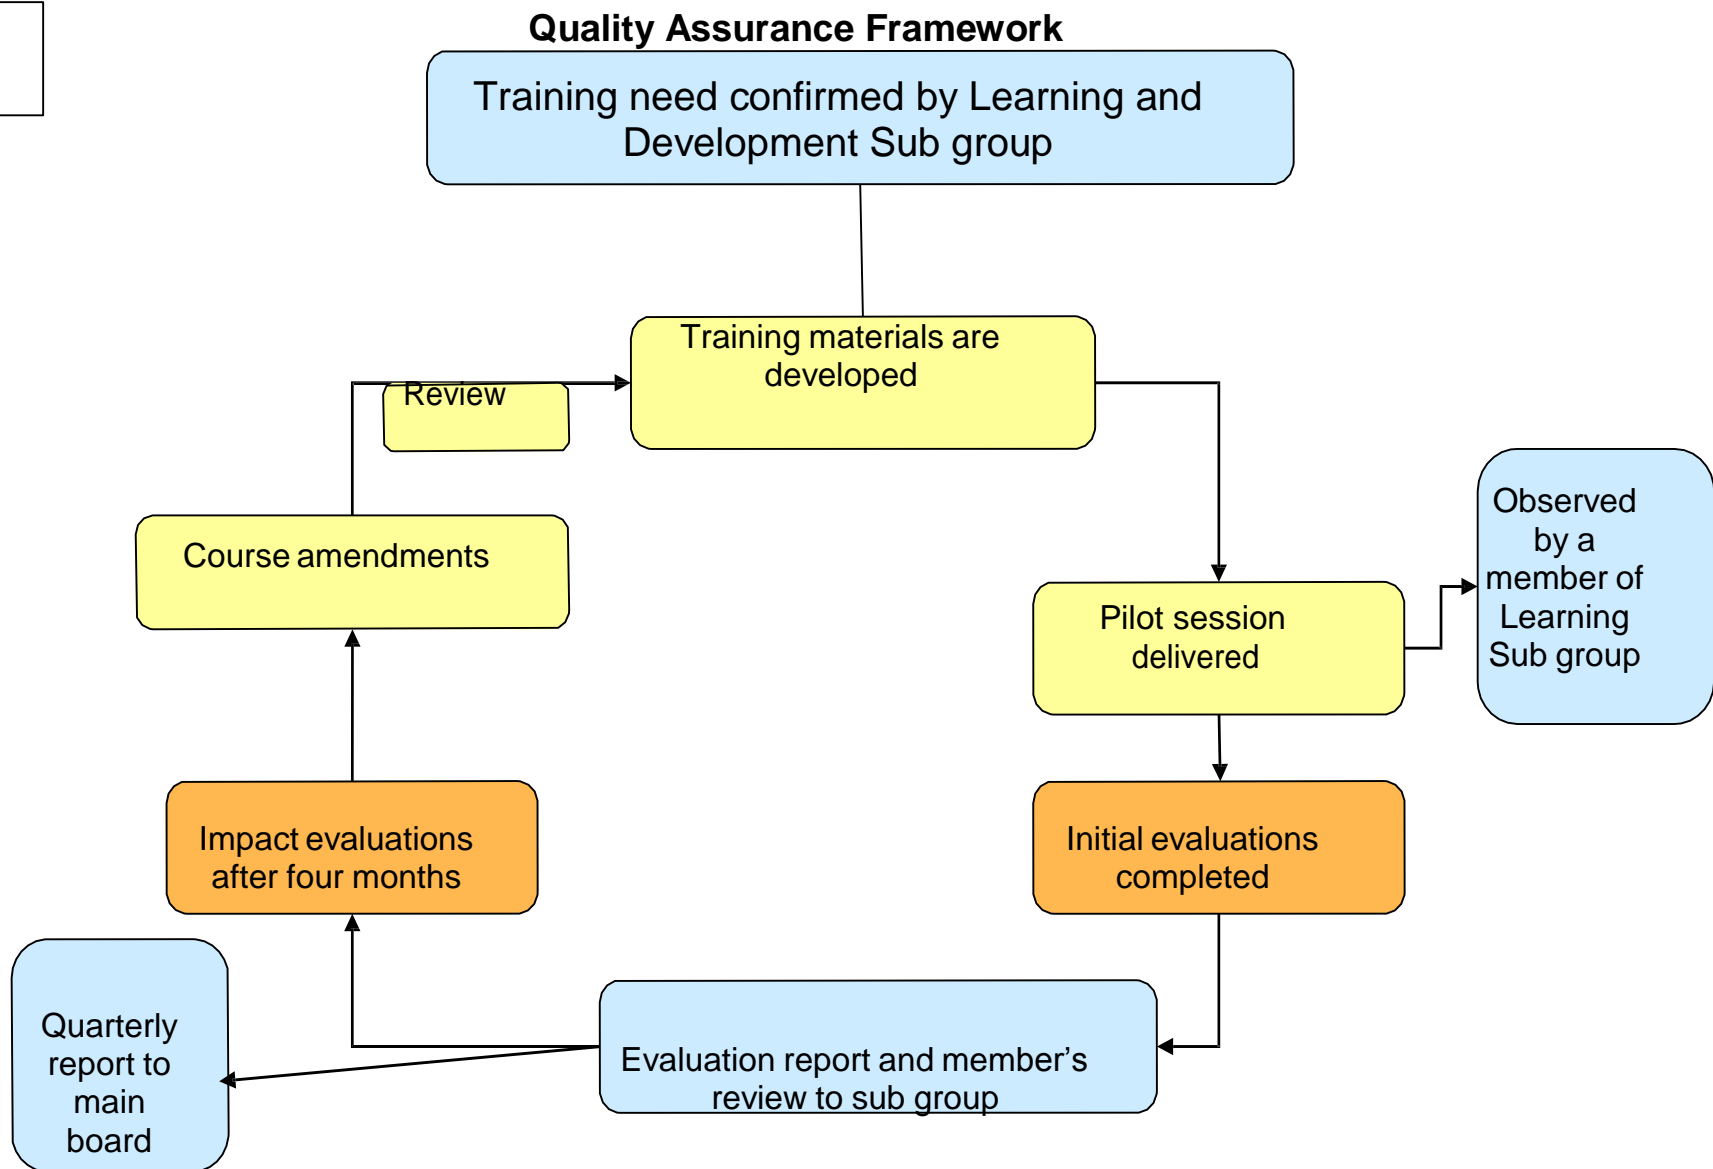 Quality Assurance Framework
Training need confirmed by Learning and
Development Sub group
Training materials are
developed
Review
Course amendments
Observed
by a
member of
Learning
Sub group
Pilot session
delivered
Impact evaluations
after four months
Initial evaluations
completed
Quarterly
report to
main
board
Evaluation report and member’s
review to sub group